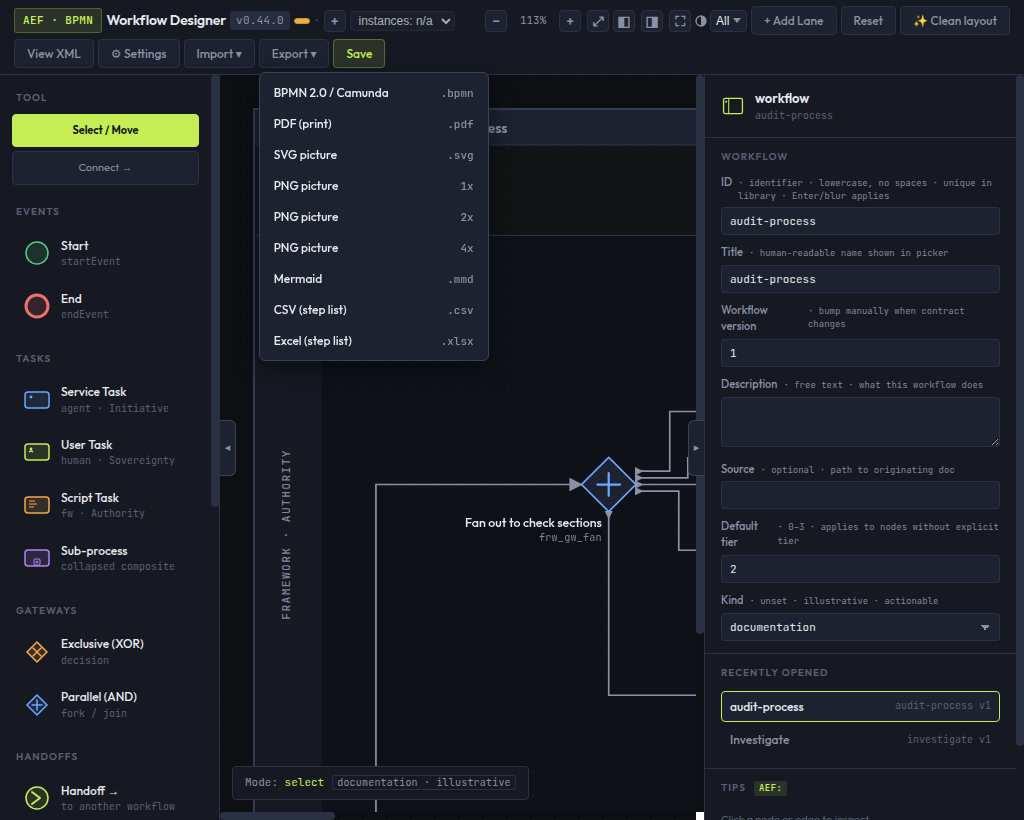 AEF · BPMN Workflow Designer v0.44.0 · + instances: n/a − 113% + All + Add Lane Reset ✨ Clean layout
View XML ⚙ Settings Import ▾ Export ▾ Save
TOOL
Select / Move
Connect →
EVENTS
Start
startEvent
End
endEvent
TASKS
Service Task
agent · Initiative
User Task
human · Sovereignty
Script Task
fw · Authority
Sub-process
collapsed composite
GATEWAYS
Exclusive (XOR)
decision
Parallel (AND)
fork / join
HANDOFFS
Handoff →
to another workflow
BPMN 2.0 / Camunda .bpmn
PDF (print) .pdf
SVG picture .svg
PNG picture 1x
PNG picture 2x
PNG picture 4x
Mermaid .mmd
CSV (step list) .csv
Excel (step list) .xlsx
ess
FRAMEWORK · AUTHORITY
Fan out to check sections
frw_gw_fan
Mode: select documentation · illustrative
workflow
audit-process
WORKFLOW
ID · identifier · lowercase, no spaces · unique in
library · Enter/blur applies
audit-process
Title · human-readable name shown in picker
audit-process
Workflow version · bump manually when contract changes
1
Description · free text · what this workflow does
Source · optional · path to originating doc
Default tier · 0–3 · applies to nodes without explicit tier
2
Kind · unset · illustrative · actionable
documentation
RECENTLY OPENED
audit-process audit-process v1
Investigate investigate v1
TIPS AEF: